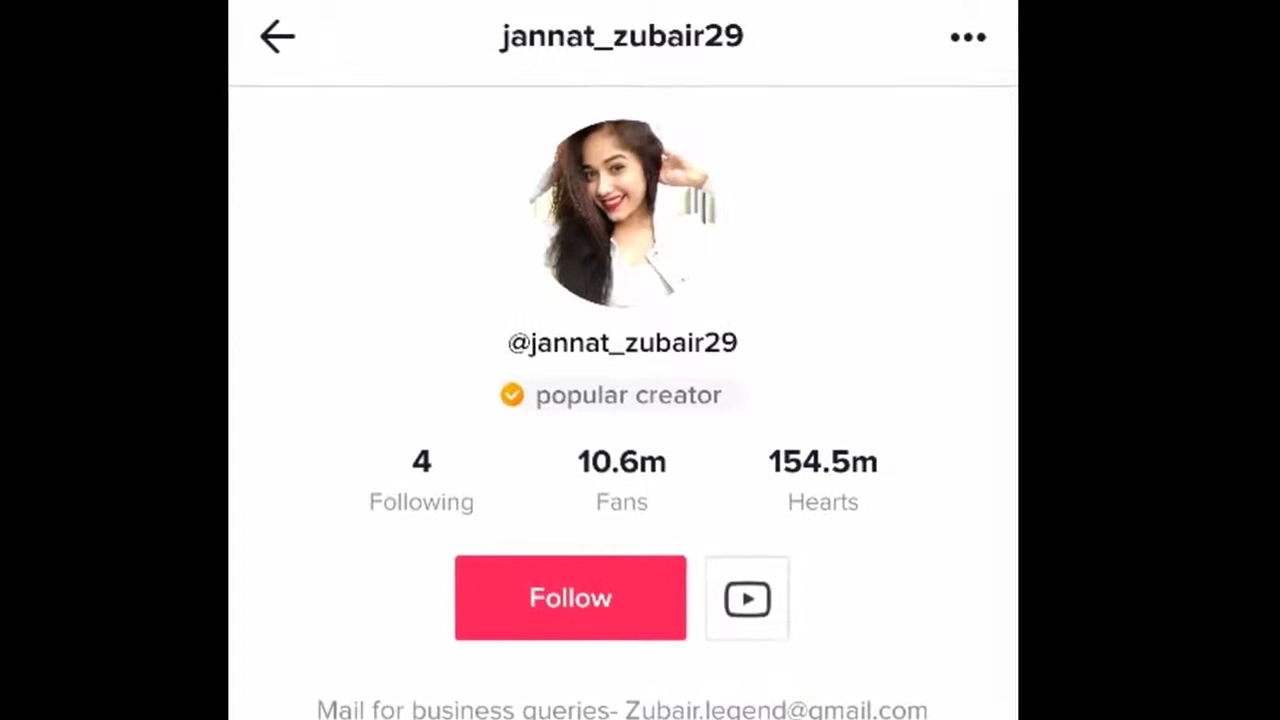 jannat_zubair29
@jannat_zubair29
popular creator
4 10.6m 154.5m
Following Fans Hearts
Follow
Mail for business queries- Zubair.legend@gmail.com